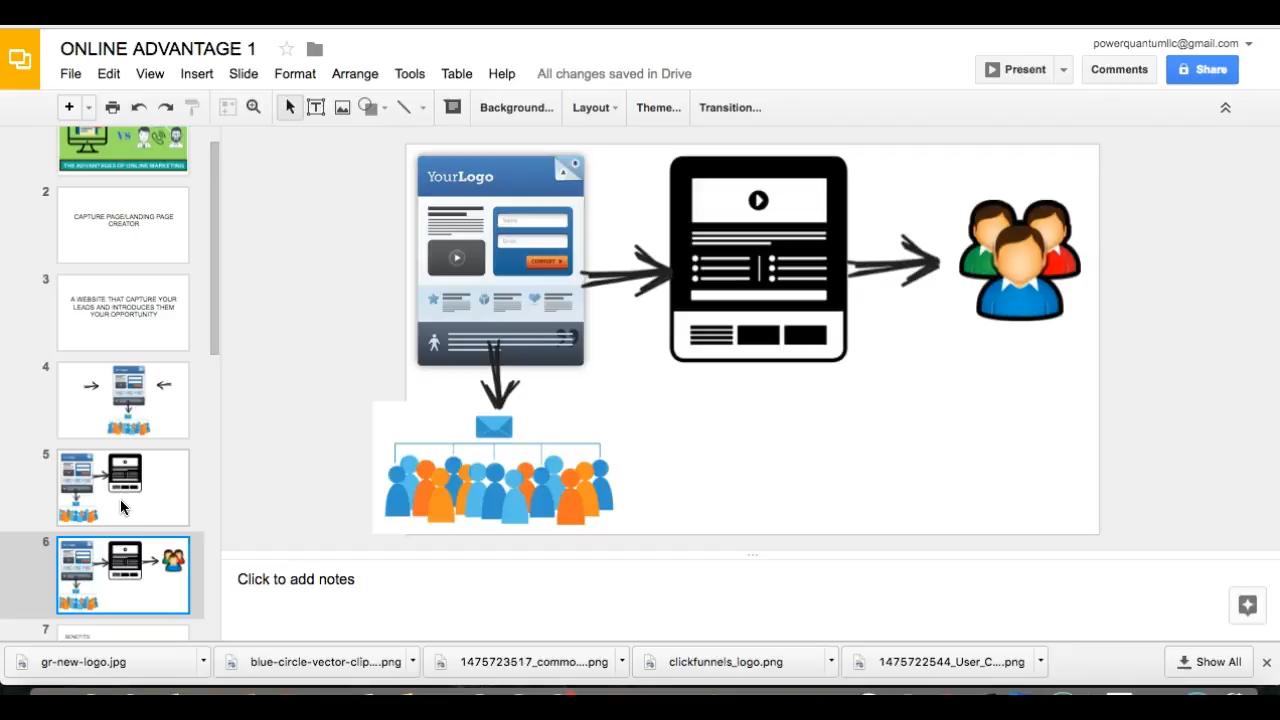 ONLINE ADVANTAGE 1
powerquantumllc@gmail.com
File Edit View Insert Slide Format Arrange Tools Table Help All changes saved in Drive
Present Comments Share
Background... Layout Theme... Transition...
VS
THE ADVANTAGES OF ONLINE MARKETING
2
CAPTURE PAGE/LANDING PAGE
CREATOR
3
A WEBSITE THAT CAPTURE YOUR
LEADS AND INTRODUCES THEM
YOUR OPPORTUNITY
4
5
6
7
BENEFITS
YourLogo
Name
Email
Click to add notes
gr-new-logo.jpg
blue-circle-vector-clip....png
1475723517_commo....png
clickfunnels_logo.png
1475722544_User_C....png
Show All